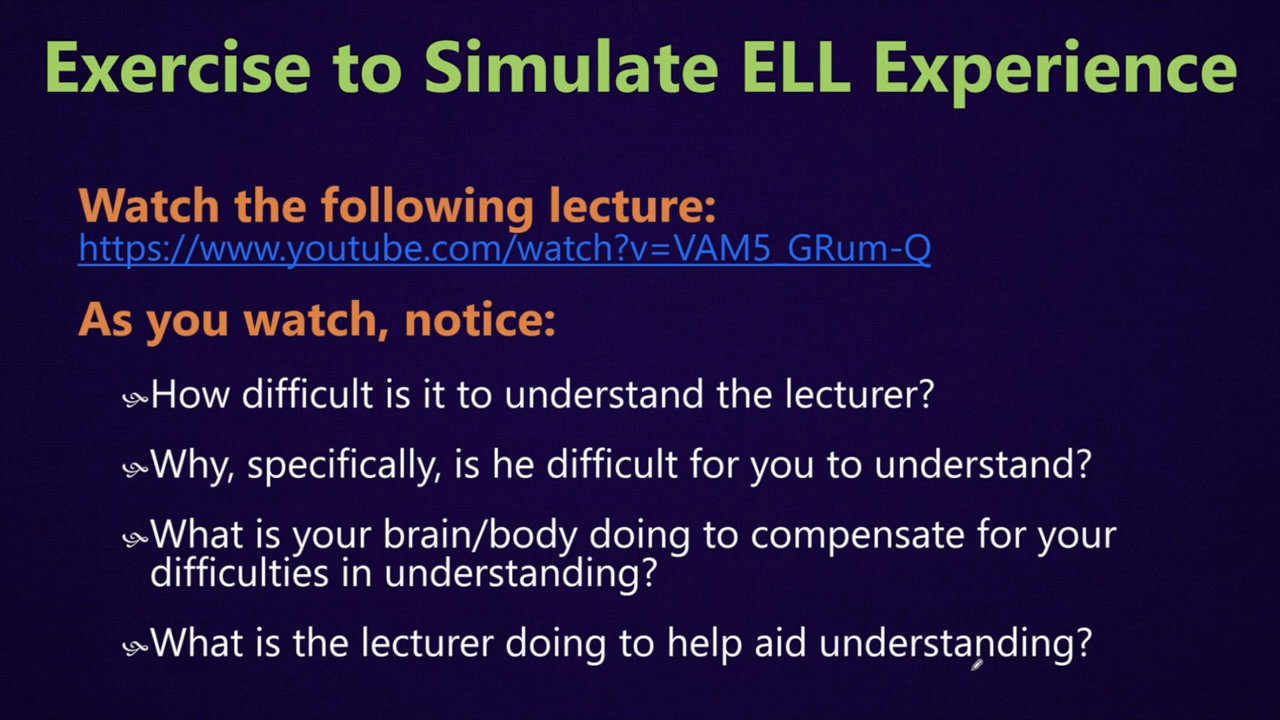 Exercise to Simulate ELL Experience
Watch the following lecture:
https://www.youtube.com/watch?v=VAM5_GRum-Q
As you watch, notice:
How difficult is it to understand the lecturer?
Why, specifically, is he difficult for you to understand?
What is your brain/body doing to compensate for your
difficulties in understanding?
What is the lecturer doing to help aid understanding?